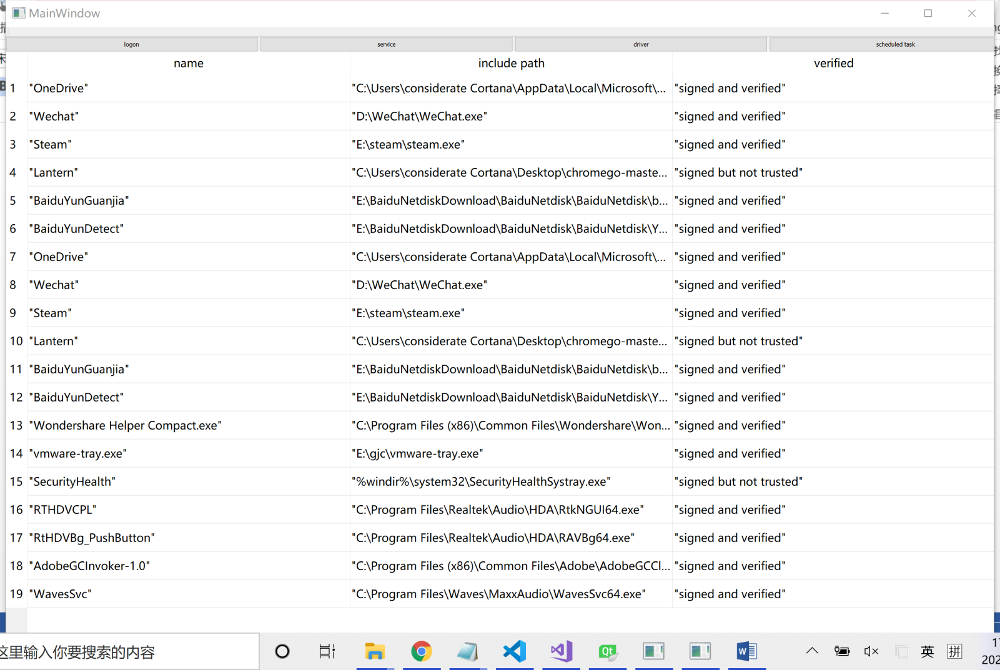 MainWindow
logon service driver scheduled task
name include path verified
1 "OneDrive" "C:\Users\considerate Cortana\AppData\Local\Microsoft\... "signed and verified"
2 "Wechat" "D:\WeChat\WeChat.exe" "signed and verified"
3 "Steam" "E:\steam\steam.exe" "signed and verified"
4 "Lantern" "C:\Users\considerate Cortana\Desktop\chromego-maste... "signed but not trusted"
5 "BaiduYunGuanjia" "E:\BaiduNetdiskDownload\BaiduNetdisk\BaiduNetdisk\b... "signed and verified"
6 "BaiduYunDetect" "E:\BaiduNetdiskDownload\BaiduNetdisk\BaiduNetdisk\Y... "signed and verified"
7 "OneDrive" "C:\Users\considerate Cortana\AppData\Local\Microsoft\... "signed and verified"
8 "Wechat" "D:\WeChat\WeChat.exe" "signed and verified"
9 "Steam" "E:\steam\steam.exe" "signed and verified"
10 "Lantern" "C:\Users\considerate Cortana\Desktop\chromego-maste... "signed but not trusted"
11 "BaiduYunGuanjia" "E:\BaiduNetdiskDownload\BaiduNetdisk\BaiduNetdisk\b... "signed and verified"
12 "BaiduYunDetect" "E:\BaiduNetdiskDownload\BaiduNetdisk\BaiduNetdisk\Y... "signed and verified"
13 "Wondershare Helper Compact.exe" "C:\Program Files (x86)\Common Files\Wondershare\Won... "signed and verified"
14 "vmware-tray.exe" "E:\gjc\vmware-tray.exe" "signed and verified"
15 "SecurityHealth" "%windir%\system32\SecurityHealthSystray.exe" "signed but not trusted"
16 "RTHDVCPL" "C:\Program Files\Realtek\Audio\HDA\RtkNGUI64.exe" "signed and verified"
17 "RtHDVBg_PushButton" "C:\Program Files\Realtek\Audio\HDA\RAVBg64.exe" "signed and verified"
18 "AdobeGCInvoker-1.0" "C:\Program Files (x86)\Common Files\Adobe\AdobeGCCl... "signed and verified"
19 "WavesSvc" "C:\Program Files\Waves\MaxxAudio\WavesSvc64.exe" "signed and verified"
这里输入你要搜索的内容 Qt W 英 拼